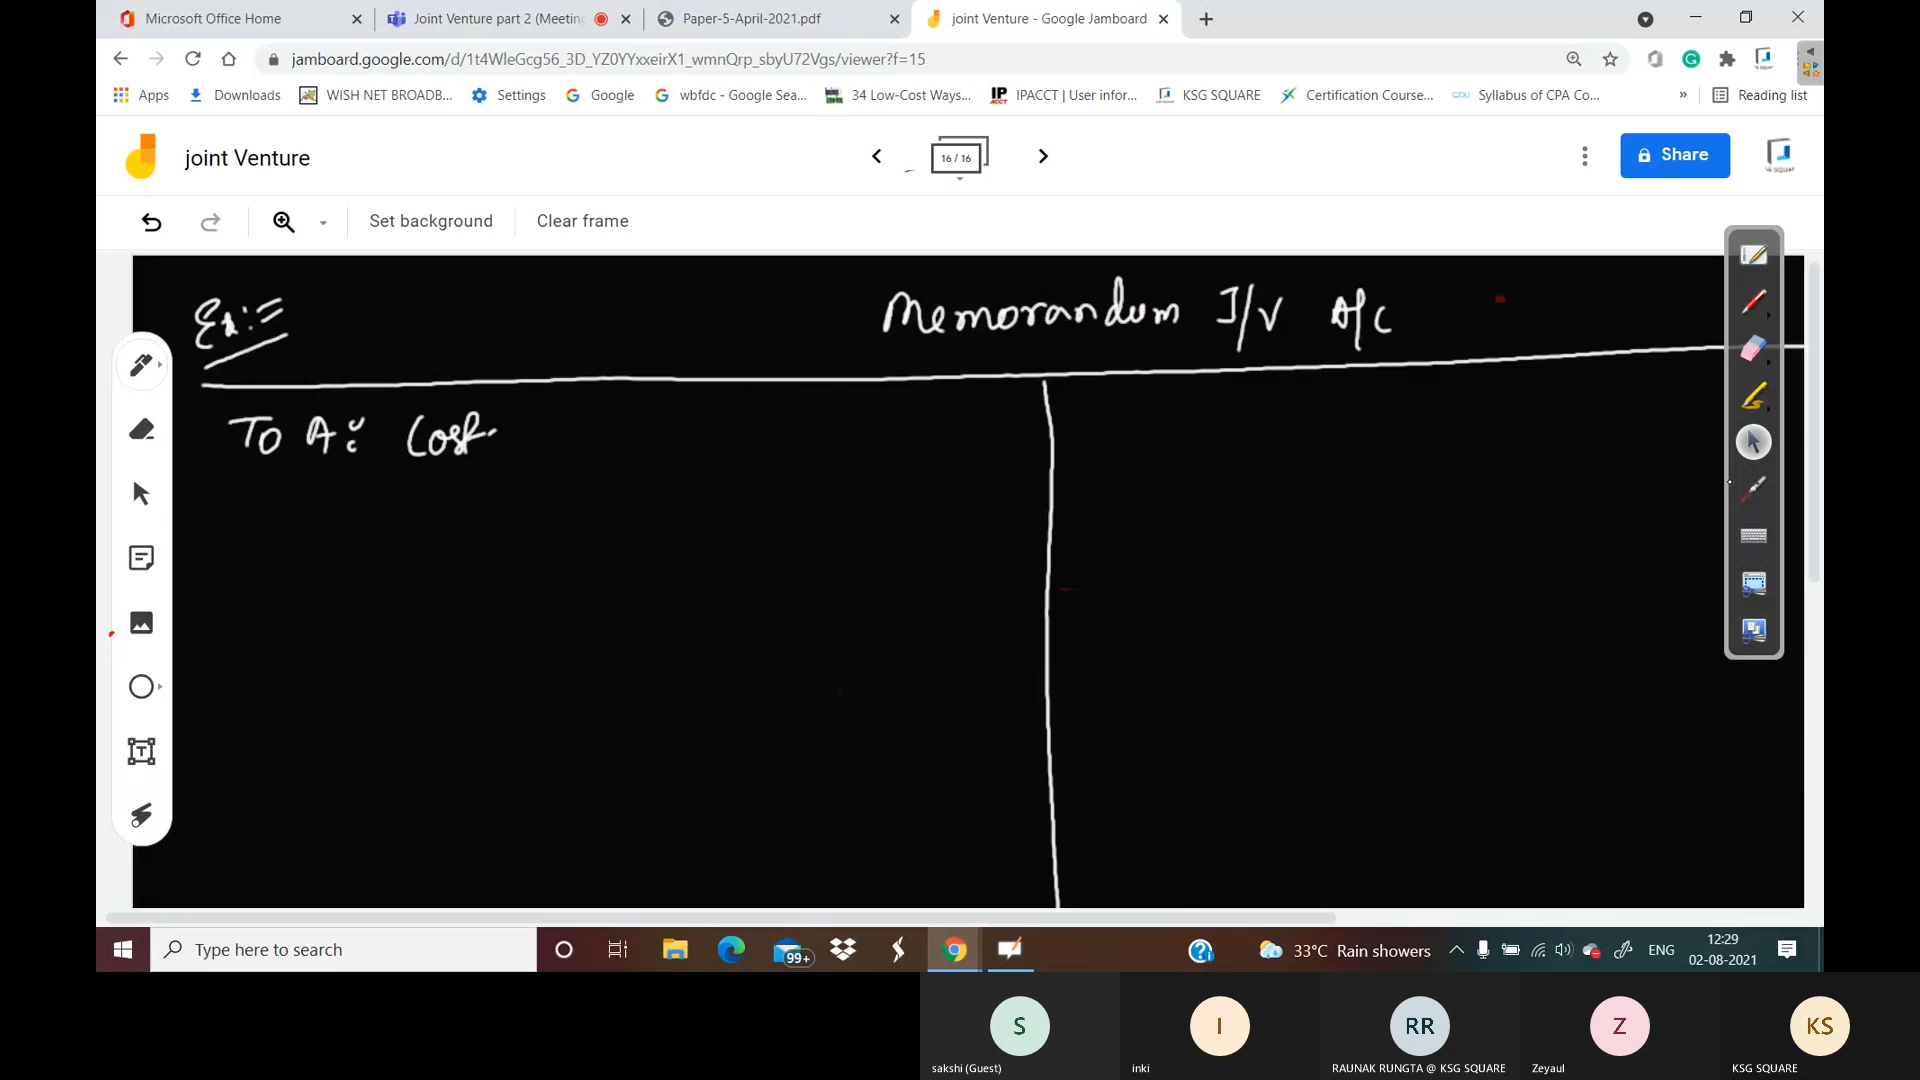 Microsoft Office Home
Joint Venture part 2 (Meeting
Paper-5-April-2021.pdf
joint Venture - Google Jamboard
jamboard.google.com/d/1t4WleGcg56_3D_YZ0YYxxeirX1_wmnQrp_sbyU72Vgs/viewer?f=15
Apps
Downloads
WISH NET BROADB...
Settings
Google
wbfdc - Google Sea...
34 Low-Cost Ways...
IPACCT | User infor...
KSG SQUARE
Certification Course...
Syllabus of CPA Co...
»
Reading list
joint Venture
16 / 16
Share
Set background
Clear frame
Ex:=
Memorandum J/V A/c
To A: Cost
Type here to search
99+
33°C Rain showers
ENG
12:29
02-08-2021
S
I
RR
Z
KS
sakshi (Guest)
inki
RAUNAK RUNGTA @ KSG SQUARE
Zeyaul
KSG SQUARE